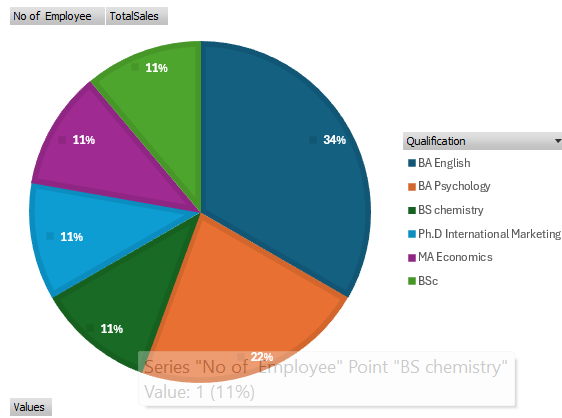 No of Employee TotalSales
11%
34%
11%
Qualification
BA English
BA Psychology
BS chemistry
Ph.D International Marketing
MA Economics
BSc
11%
11%
22%
Series "No of Employee" Point "BS chemistry"
Value: 1 (11%)
Values